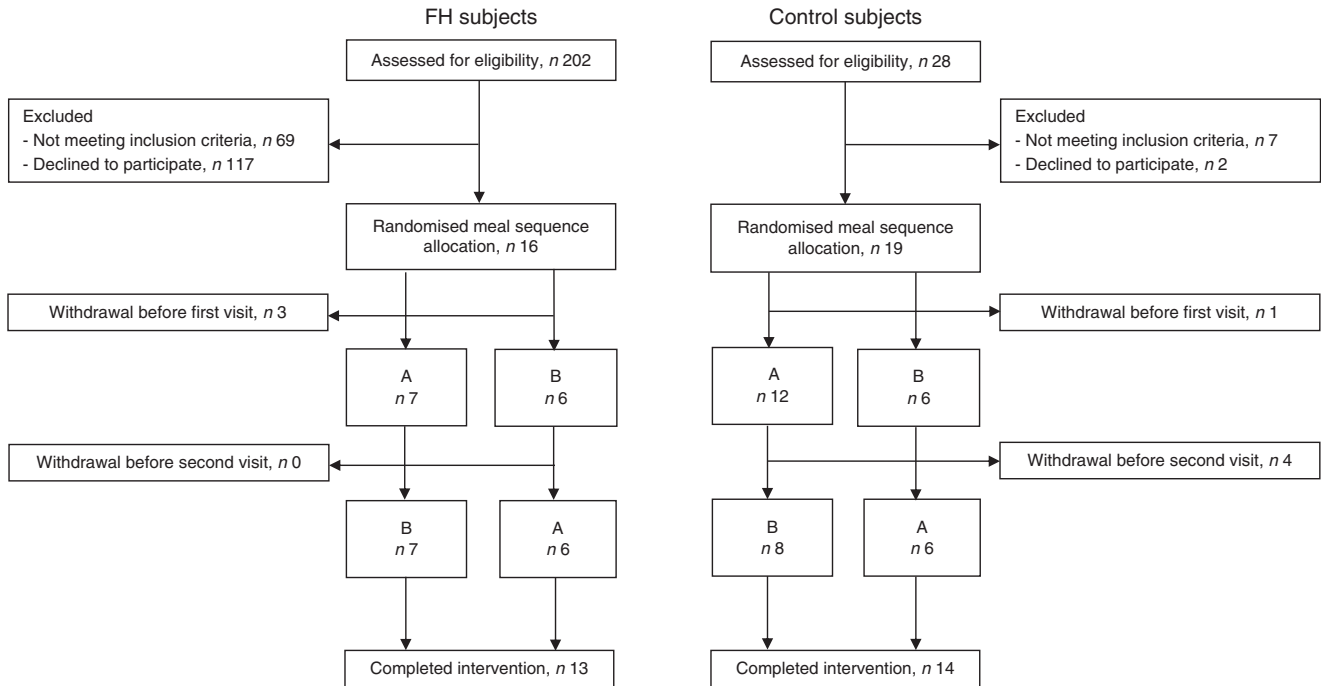 FH subjects
Assessed for eligibility, n 202
Excluded
- Not meeting inclusion criteria, n 69
- Declined to participate, n 117
Randomised meal sequence
allocation, n 16
Withdrawal before first visit, n 3
A
n 7
B
n 6
Withdrawal before second visit, n 0
B
n 7
A
n 6
Completed intervention, n 13
Control subjects
Assessed for eligibility, n 28
Excluded
- Not meeting inclusion criteria, n 7
- Declined to participate, n 2
Randomised meal sequence
allocation, n 19
Withdrawal before first visit, n 1
A
n 12
B
n 6
Withdrawal before second visit, n 4
B
n 8
A
n 6
Completed intervention, n 14